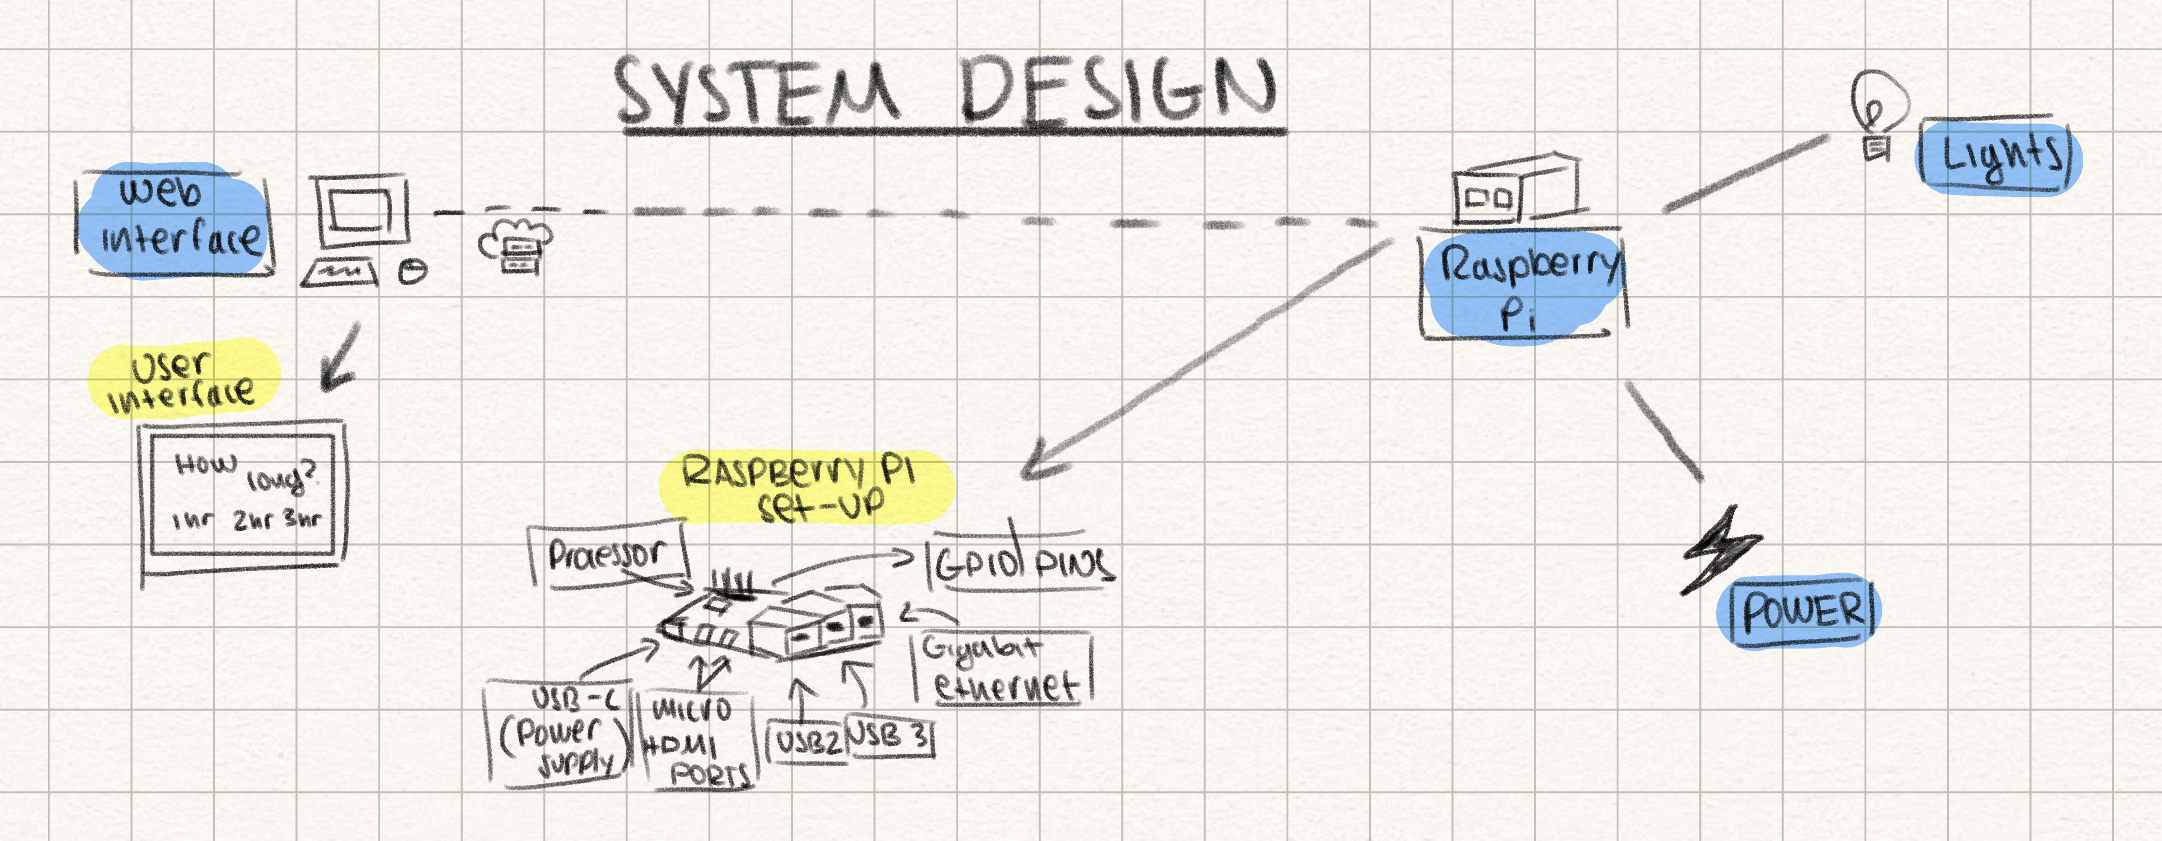 SYSTEM DESIGN
Web
interface
Raspberry
Pi
Lights
POWER
User
interface
How
long?
1hr 2hr 3hr
RASPBerry Pi
set-UP
Processor
GPIO PINS
Gigabit
ethernet
USB-C
(Power
supply)
MICRO
HDMI
PORTS
USB2
USB 3